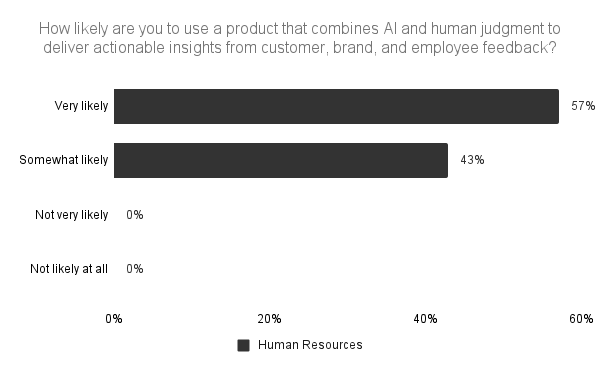 How likely are you to use a product that combines AI and human judgment to
deliver actionable insights from customer, brand, and employee feedback?
Very likely 57%
Somewhat likely 43%
Not very likely 0%
Not likely at all 0%
0% 20% 40% 60%
Human Resources